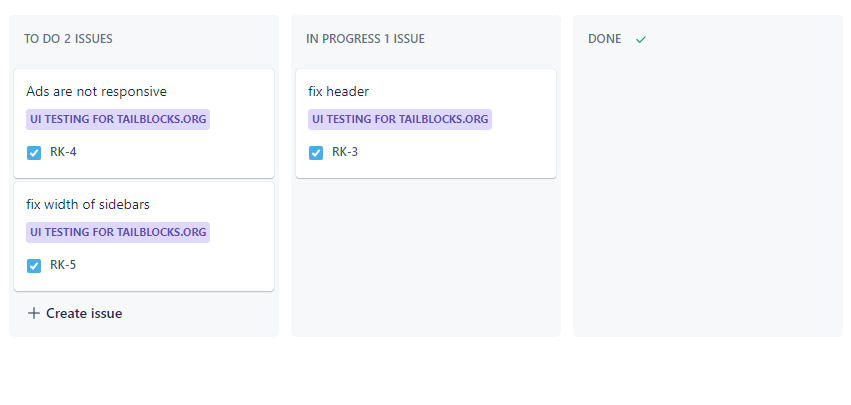 TO DO 2 ISSUES
Ads are not responsive
UI TESTING FOR TAILBLOCKS.ORG
RK-4
fix width of sidebars
UI TESTING FOR TAILBLOCKS.ORG
RK-5
Create issue
IN PROGRESS 1 ISSUE
fix header
UI TESTING FOR TAILBLOCKS.ORG
RK-3
DONE